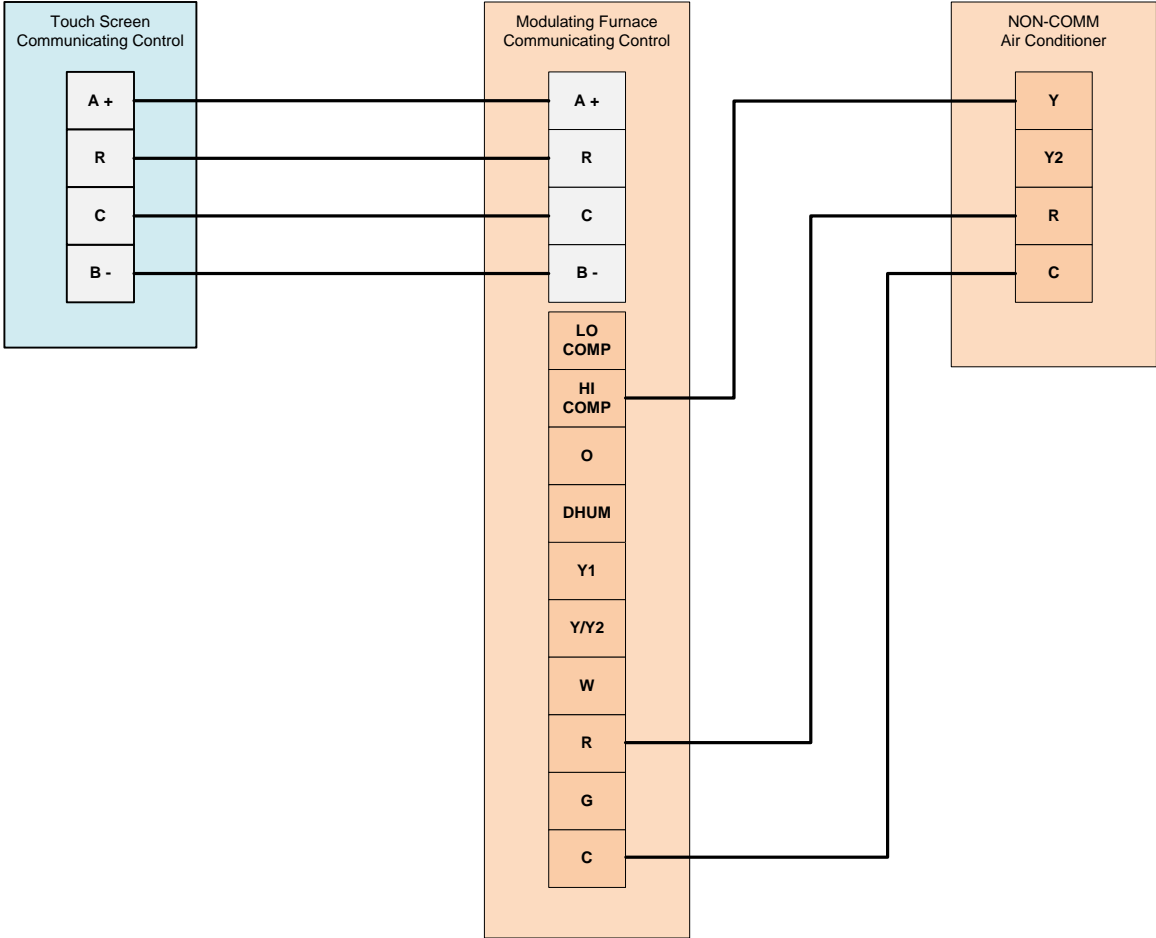 Touch Screen
Communicating Control
A +
R
C
B -
Modulating Furnace
Communicating Control
A +
R
C
B -
LO
COMP
HI
COMP
O
DHUM
Y1
Y/Y2
W
R
G
C
NON-COMM
Air Conditioner
Y
Y2
R
C